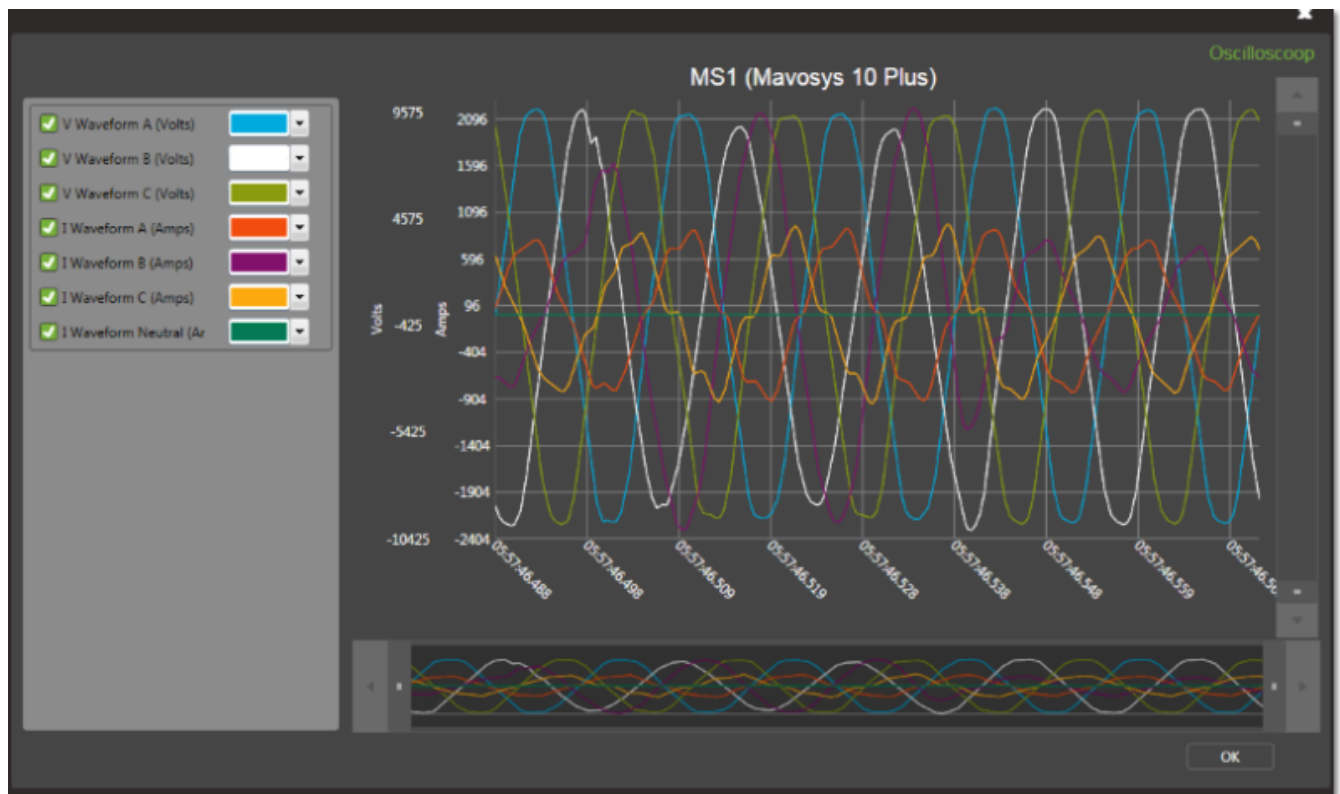 Oscilloscoop
MS1 (Mavosys 10 Plus)
V Waveform A (Volts)
V Waveform B (Volts)
V Waveform C (Volts)
I Waveform A (Amps)
I Waveform B (Amps)
I Waveform C (Amps)
I Waveform Neutral (Ar
Volts
9575
4575
-425
-5425
-10425
Amps
2096
1596
1096
596
96
-404
-904
-1404
-1904
-2404
05:57:46.488
05:57:46.498
05:57:46.509
05:57:46.519
05:57:46.528
05:57:46.538
05:57:46.548
05:57:46.559
OK